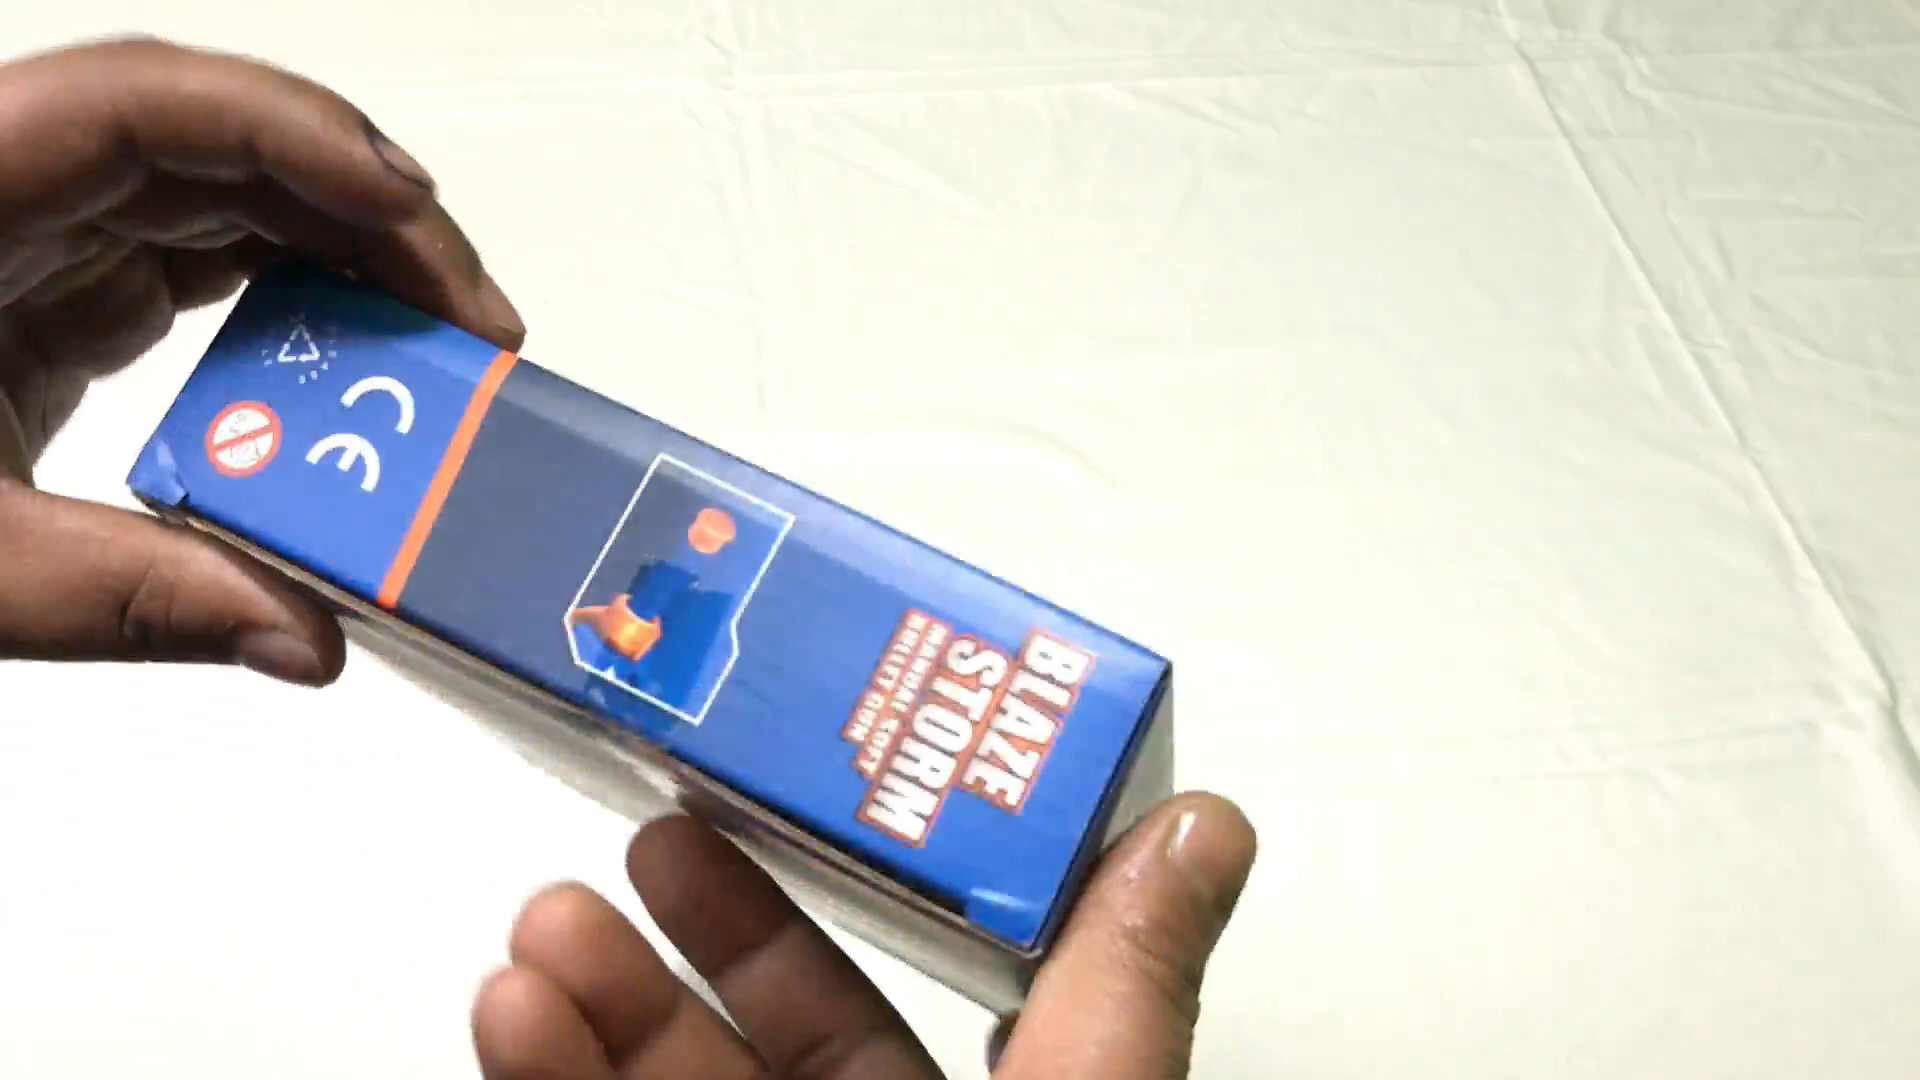 BLAZE
STORM
MANUAL SOFT
BULLET GUN
CE